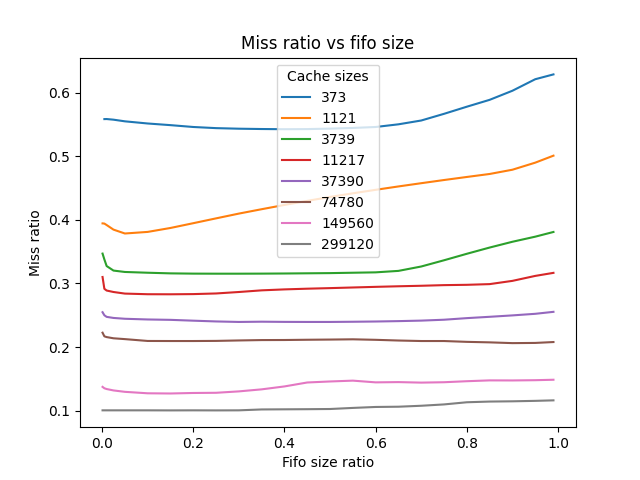 Miss ratio vs fifo size
Cache sizes
373
1121
3739
11217
37390
74780
149560
299120
Miss ratio
0.6
0.5
0.4
0.3
0.2
0.1
0.0 0.2 0.4 0.6 0.8 1.0
Fifo size ratio